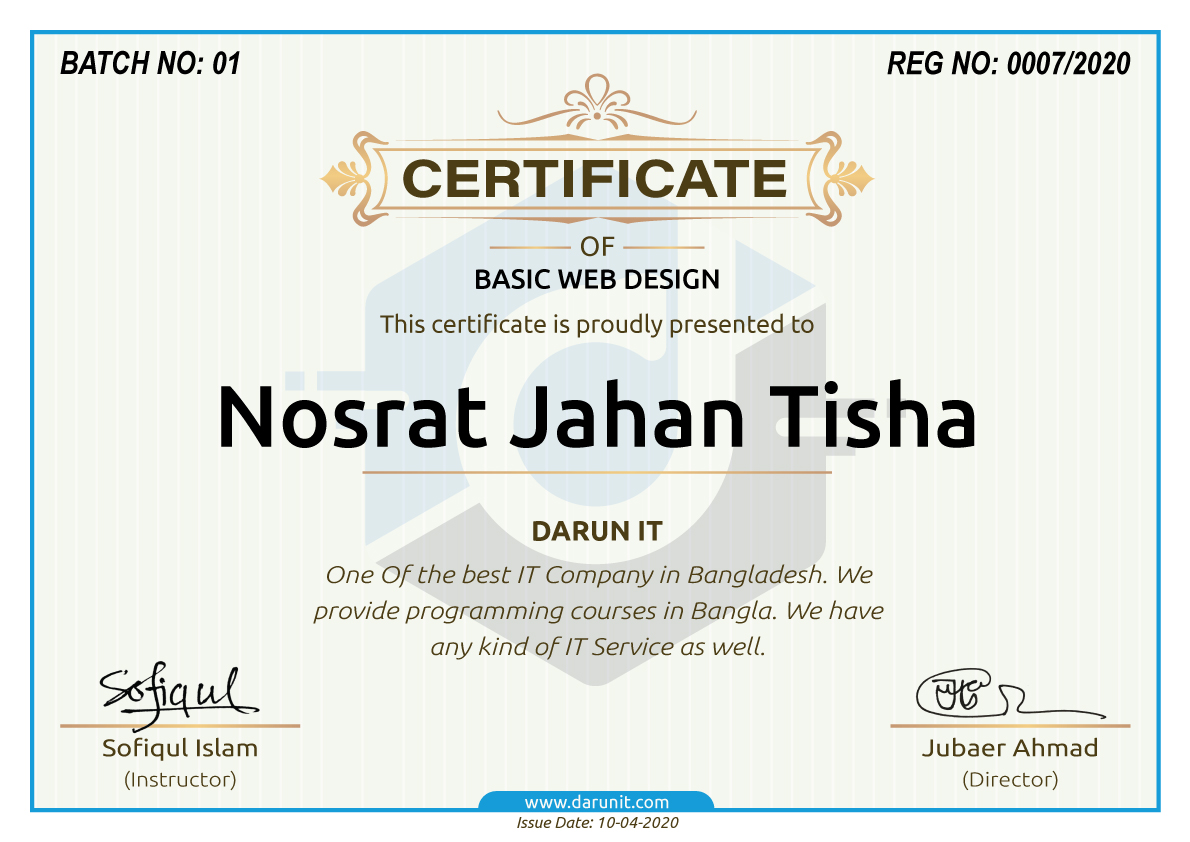 BATCH NO: 01
REG NO: 0007/2020
CERTIFICATE
OF
BASIC WEB DESIGN
This certificate is proudly presented to
Nosrat Jahan Tisha
DARUN IT
One Of the best IT Company in Bangladesh. We
provide programming courses in Bangla. We have
any kind of IT Service as well.
Sofiqul
Sofiqul Islam
(Instructor)
Jubaer Ahmad
(Director)
www.darunit.com
Issue Date: 10-04-2020